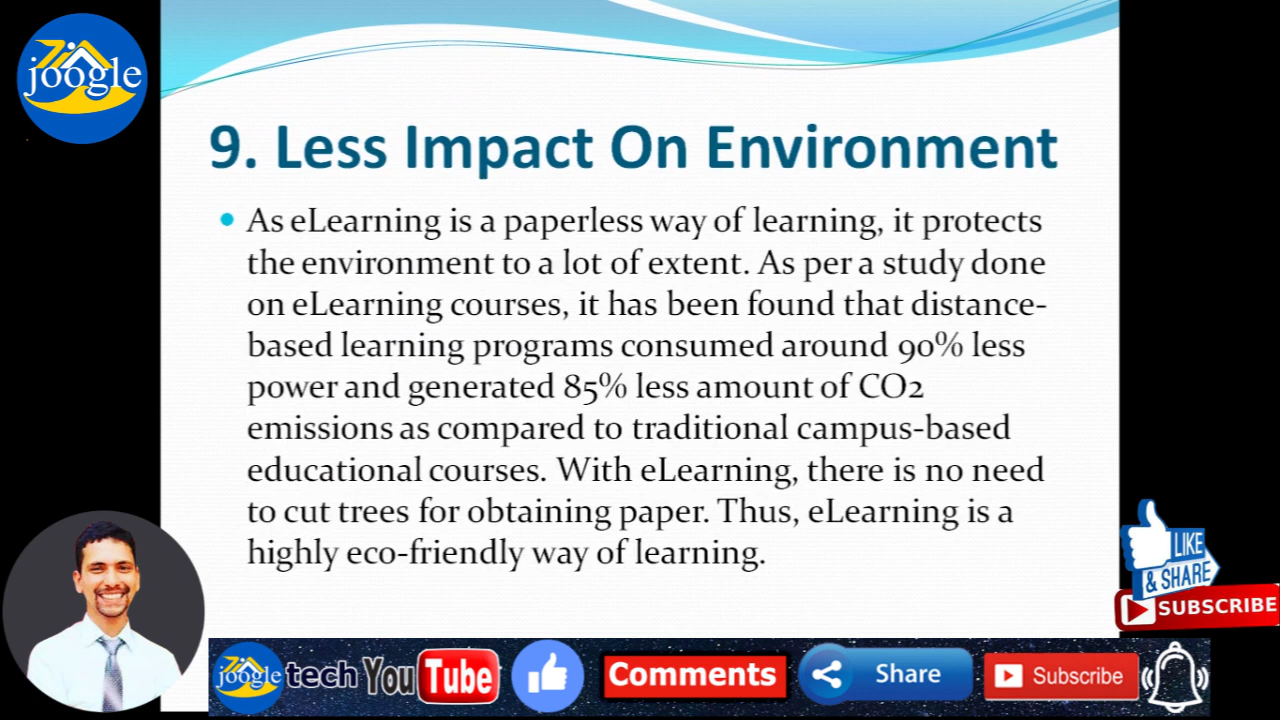 joogle
9. Less Impact On Environment
• As eLearning is a paperless way of learning, it protects
the environment to a lot of extent. As per a study done
on eLearning courses, it has been found that distance-
based learning programs consumed around 90% less
power and generated 85% less amount of CO2
emissions as compared to traditional campus-based
educational courses. With eLearning, there is no need
to cut trees for obtaining paper. Thus, eLearning is a
highly eco-friendly way of learning.
LIKE
& SHARE
SUBSCRIBE
joogle tech YouTube Comments Share Subscribe